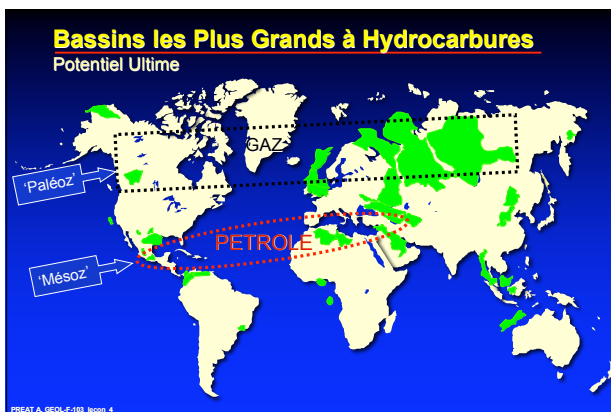 Bassins les Plus Grands à Hydrocarbures
Potentiel Ultime
GAZ
'Paléoz'
PETROLE
'Mésoz'
PREAT A. GEOL-F-103 leçon 4